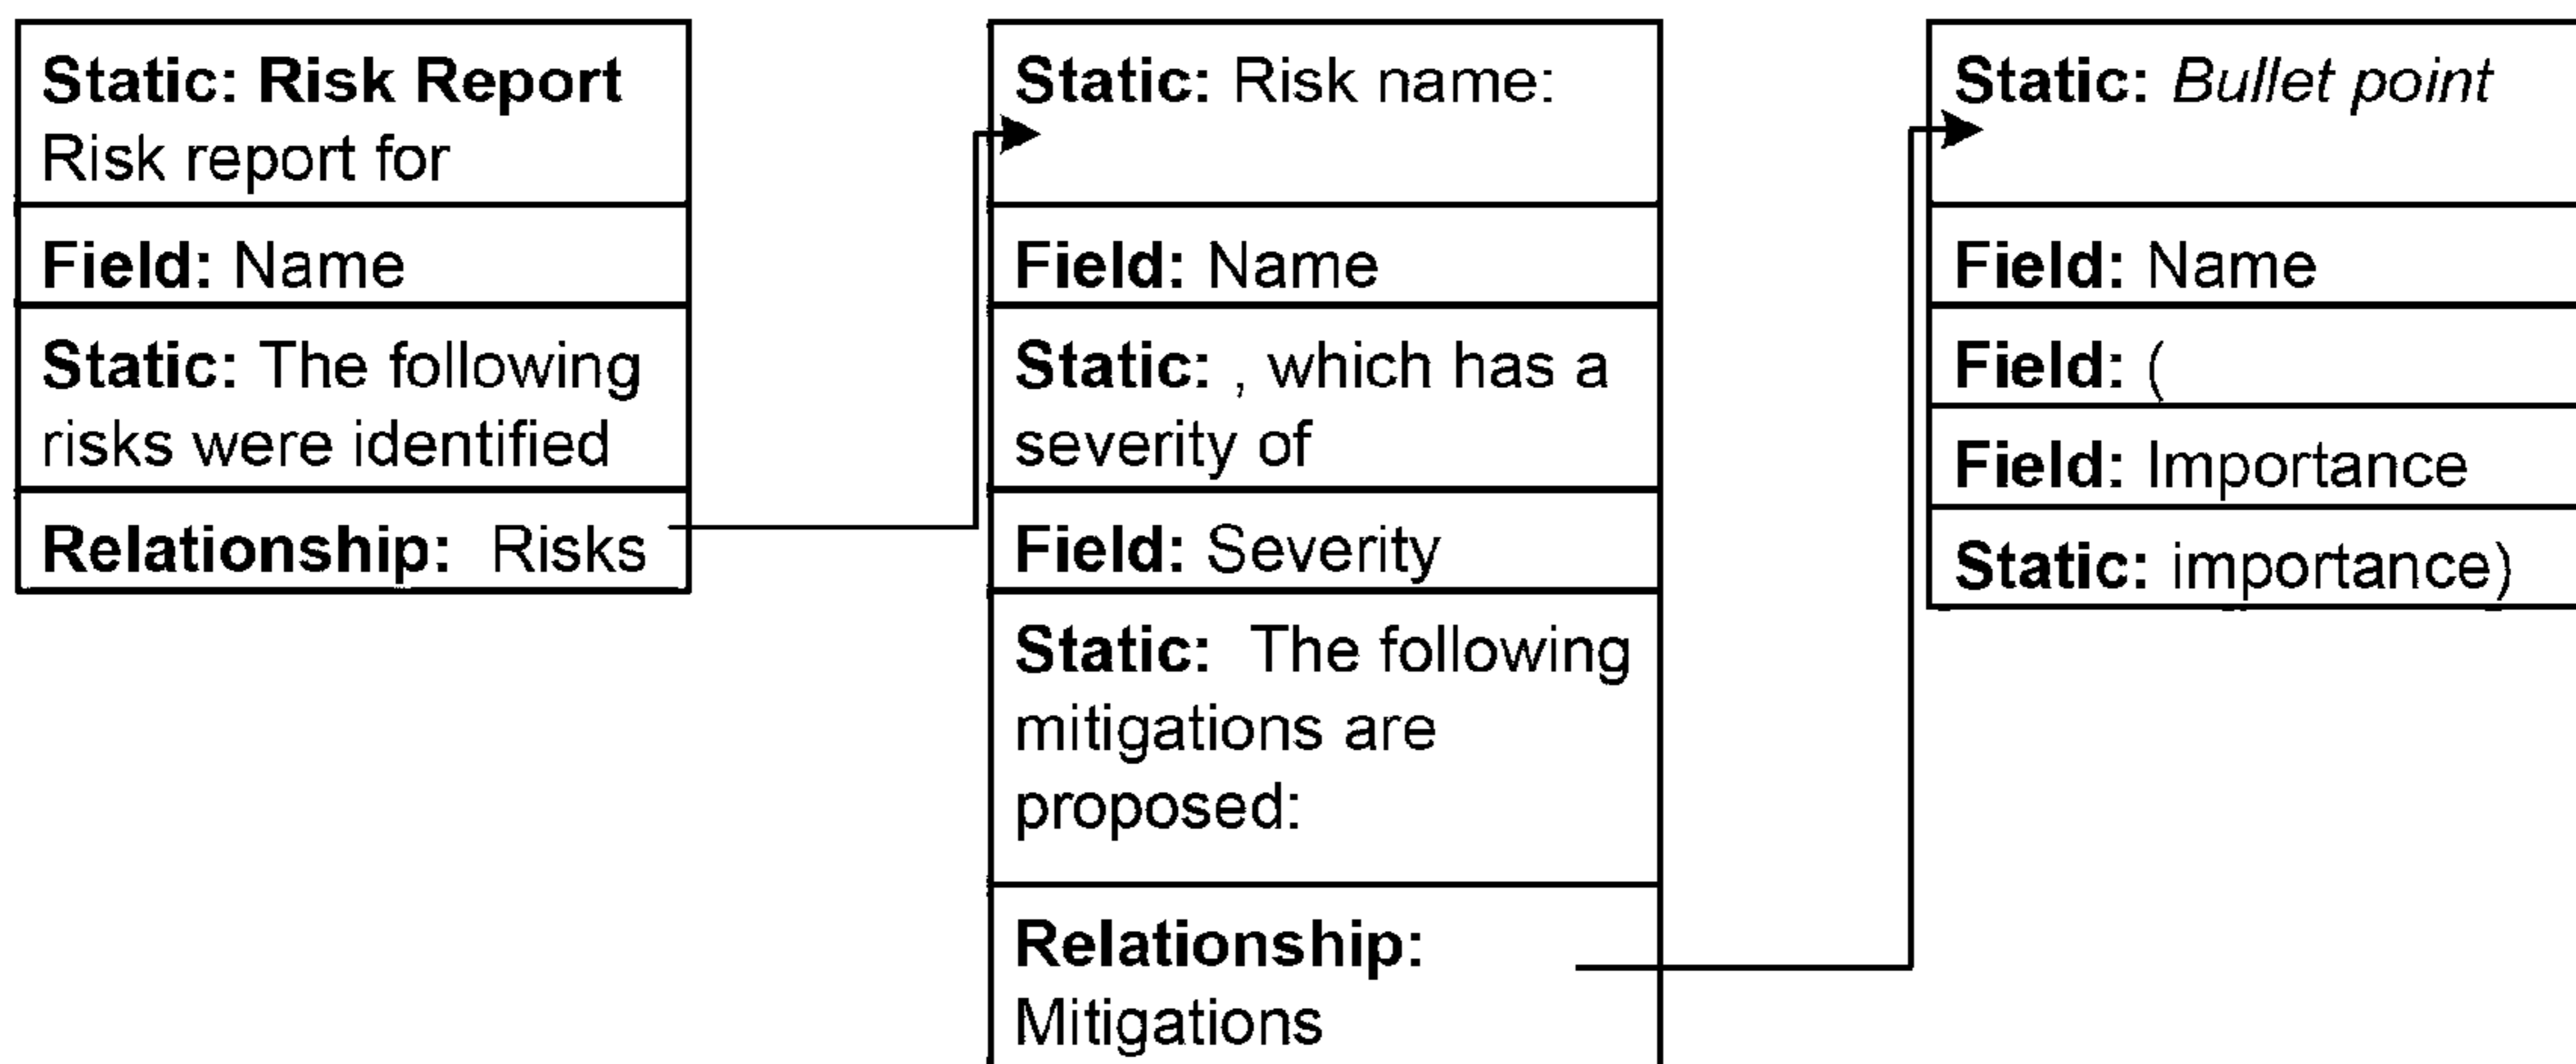 Static: Risk Report
Risk report for
Field: Name
Static: The following
risks were identified
Relationship: Risks
Static: Risk name:
Field: Name
Static: , which has a
severity of
Field: Severity
Static: The following
mitigations are
proposed:
Relationship:
Mitigations
Static: Bullet point
Field: Name
Field: (
Field: Importance
Static: importance)